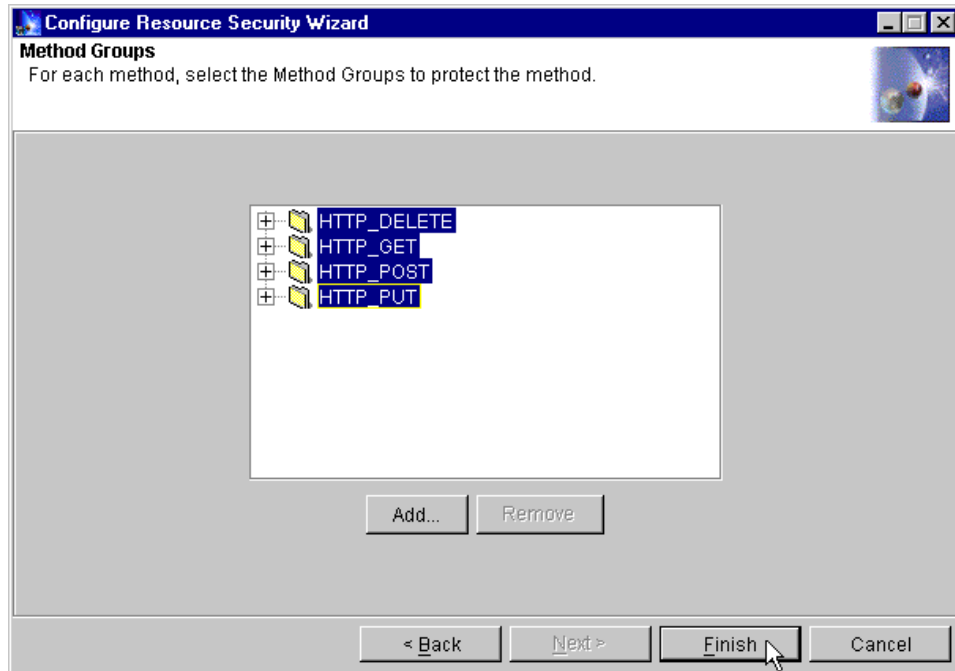 Configure Resource Security Wizard
Method Groups
For each method, select the Method Groups to protect the method.
HTTP_DELETE
HTTP_GET
HTTP_POST
HTTP_PUT
Add... Remove
< Back Next > Finish Cancel